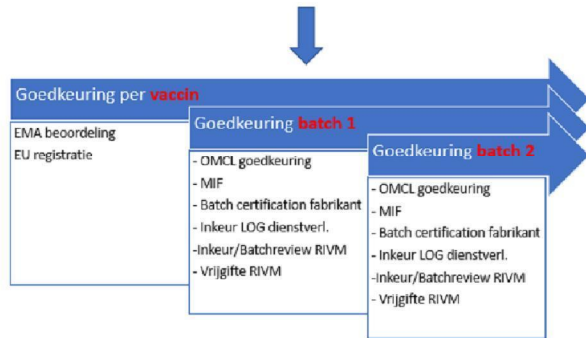 Goedkeuring per vaccin
EMA beoordeling
EU registratie
Goedkeuring batch 1
- OMCL goedkeuring
- MIF
- Batch certification fabrikant
- Inkeur LOG dienstverl.
-Inkeur/Batchreview RIVM
- Vrijgifte RIVM
Goedkeuring batch 2
- OMCL goedkeuring
- MIF
- Batch certification fabrikant
- Inkeur LOG dienstverl.
-Inkeur/Batchreview RIVM
- Vrijgifte RIVM